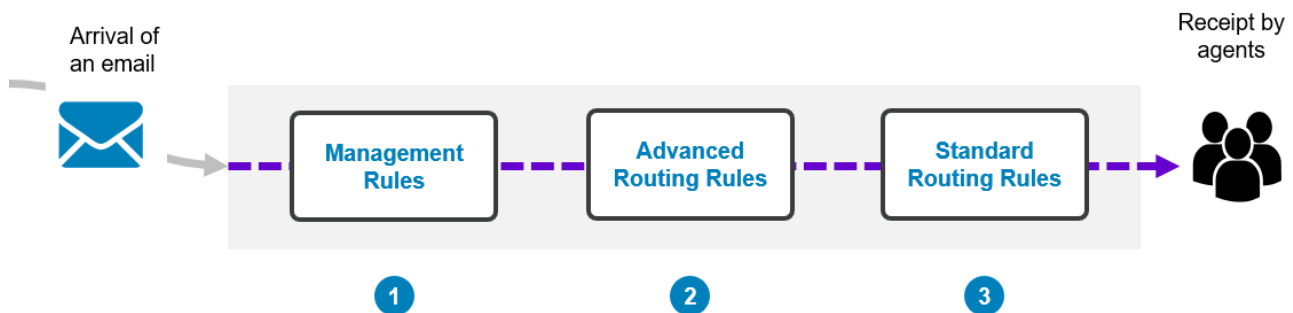 Arrival of
an email
Receipt by
agents
Management
Rules
Advanced
Routing Rules
Standard
Routing Rules
1
2
3